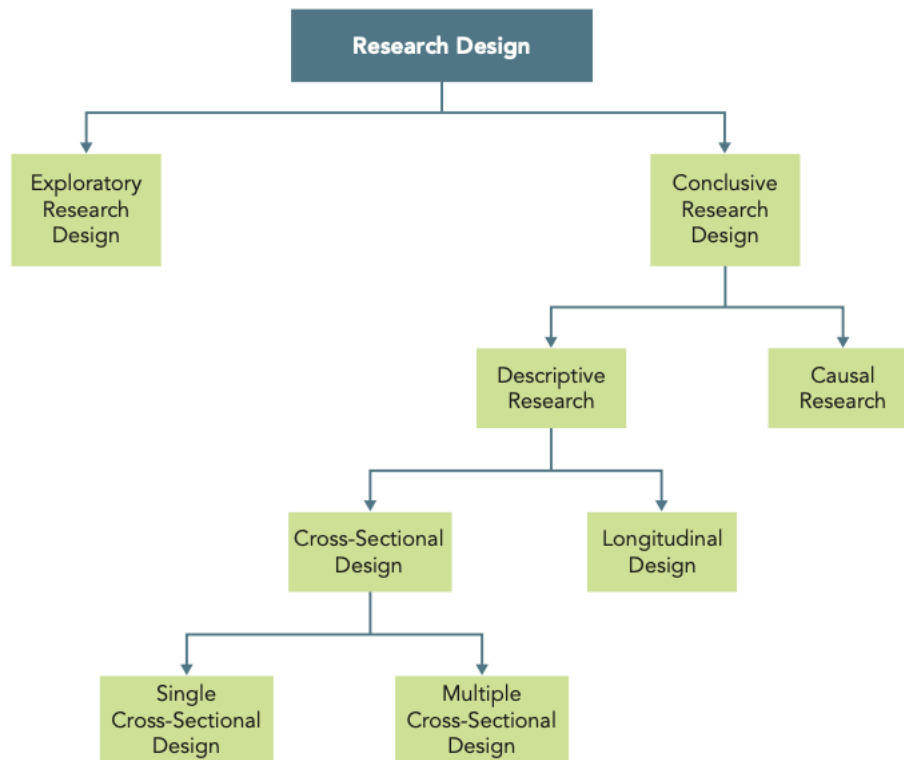 Research Design
Exploratory
Research
Design
Conclusive
Research
Design
Descriptive
Research
Causal
Research
Cross-Sectional
Design
Longitudinal
Design
Single
Cross-Sectional
Design
Multiple
Cross-Sectional
Design